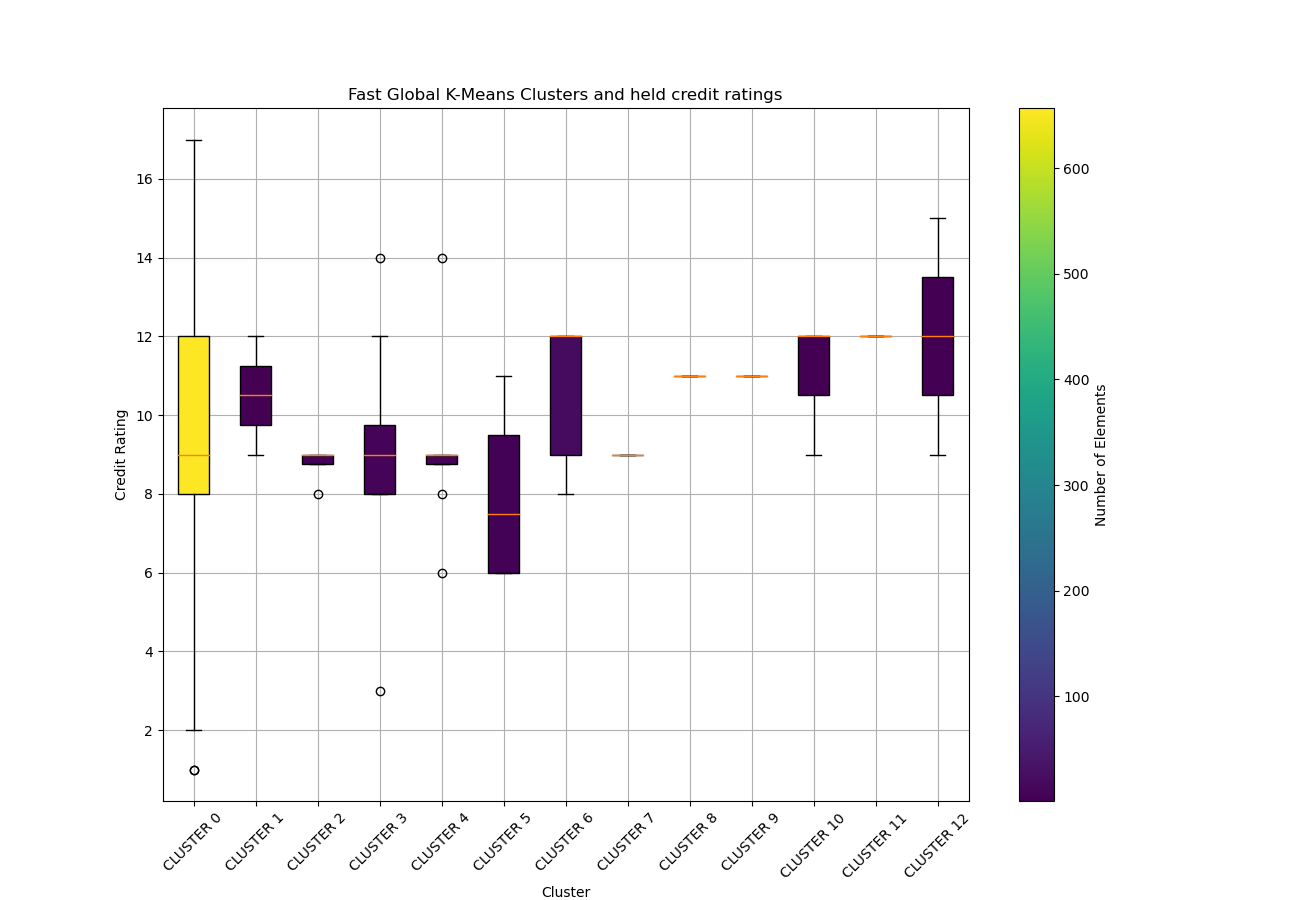 Fast Global K-Means Clusters and held credit ratings
Credit Rating
16
14
12
10
8
6
4
2
CLUSTER 0
CLUSTER 1
CLUSTER 2
CLUSTER 3
CLUSTER 4
CLUSTER 5
CLUSTER 6
CLUSTER 7
CLUSTER 8
CLUSTER 9
CLUSTER 10
CLUSTER 11
CLUSTER 12
Cluster
600
500
400
300
200
100
Number of Elements